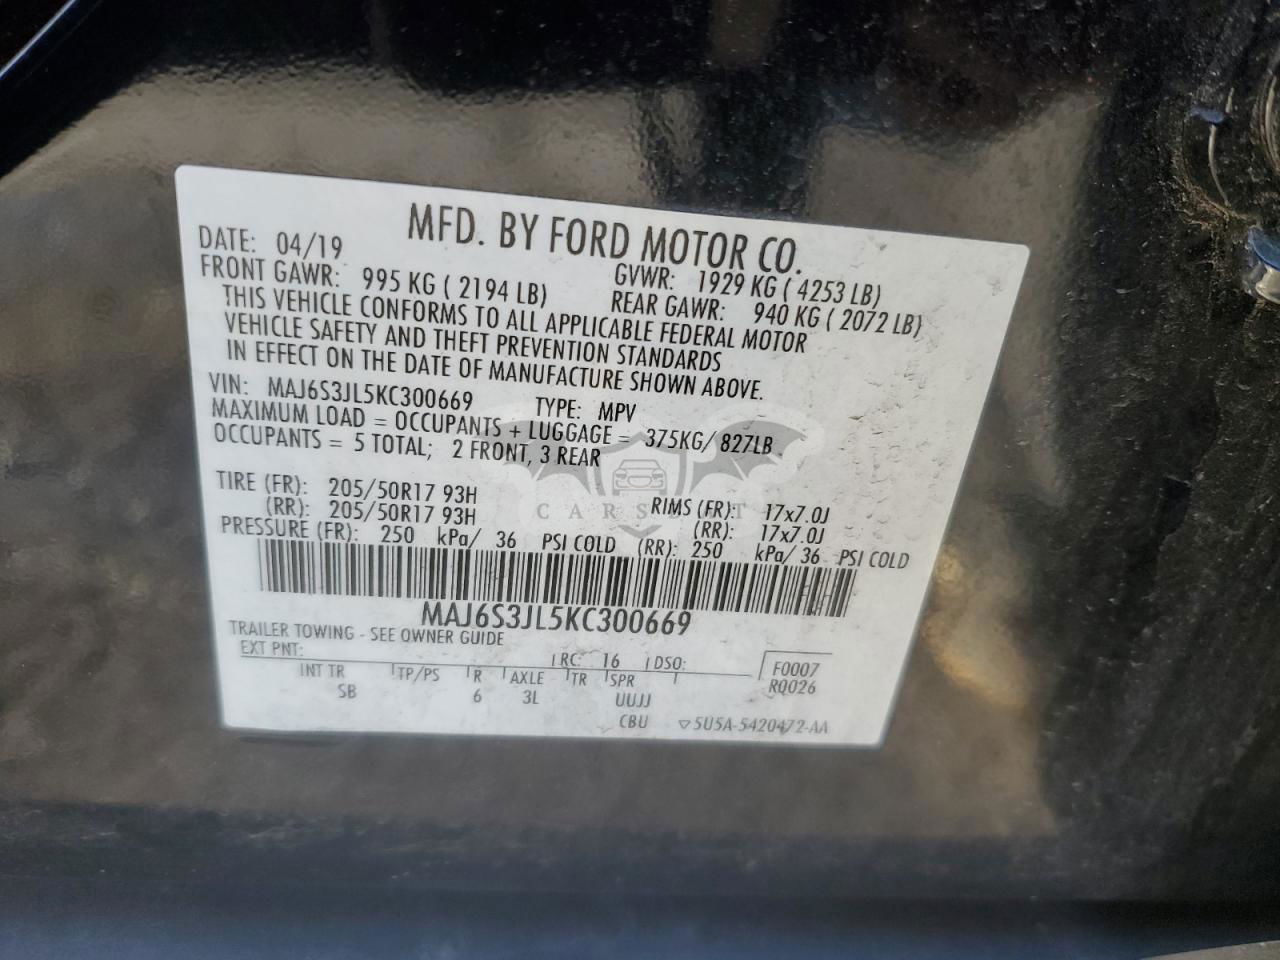 MFD. BY FORD MOTOR CO.
DATE: 04/19 GVWR: 1929 KG ( 4253 LB)
FRONT GAWR: 995 KG ( 2194 LB) REAR GAWR: 940 KG ( 2072 LB)
THIS VEHICLE CONFORMS TO ALL APPLICABLE FEDERAL MOTOR
VEHICLE SAFETY AND THEFT PREVENTION STANDARDS
IN EFFECT ON THE DATE OF MANUFACTURE SHOWN ABOVE.
VIN: MAJ6S3JL5KC300669 TYPE: MPV
MAXIMUM LOAD = OCCUPANTS + LUGGAGE = 375KG/ 827LB
OCCUPANTS = 5 TOTAL; 2 FRONT, 3 REAR
TIRE (FR): 205/50R17 93H RIMS (FR): 17x7.0J
(RR): 205/50R17 93H (RR): 17x7.0J
PRESSURE (FR): 250 kPa/ 36 PSI COLD (RR): 250 kPa/ 36 PSI COLD
MAJ6S3JL5KC300669
TRAILER TOWING - SEE OWNER GUIDE
EXT PNT: RC: 16 DSO: F0007
INT TR TP/PS R AXLE TR SPR R0026
SB 6 3L UUJJ
CBU 5U5A-5420472-AA